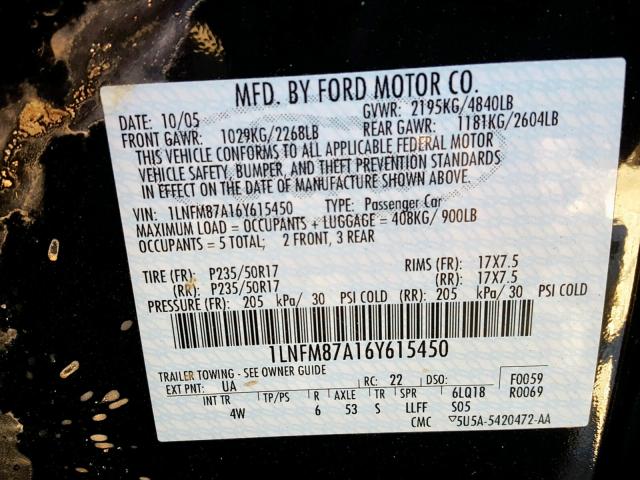 MFD. BY FORD MOTOR CO.
DATE: 10/05 GVWR: 2195KG/4840LB
FRONT GAWR: 1029KG/2268LB REAR GAWR: 1181KG/2604LB
THIS VEHICLE CONFORMS TO ALL APPLICABLE FEDERAL MOTOR
VEHICLE SAFETY, BUMPER, AND THEFT PREVENTION STANDARDS
IN EFFECT ON THE DATE OF MANUFACTURE SHOWN ABOVE.
VIN: 1LNFM87A16Y615450 TYPE: Passenger Car
MAXIMUM LOAD = OCCUPANTS + LUGGAGE = 408KG/ 900LB
OCCUPANTS = 5 TOTAL; 2 FRONT, 3 REAR
TIRE (FR): P235/50R17 RIMS (FR): 17X7.5
(RR): P235/50R17 (RR): 17X7.5
PRESSURE (FR): 205 kPa/ 30 PSI COLD (RR): 205 kPa/ 30 PSI COLD
1LNFM87A16Y615450
TRAILER TOWING - SEE OWNER GUIDE
EXT PNT: UA RC: 22 DSO: F0059
INT TR TP/PS R AXLE TR SPR 6LQ18 R0069
4W 6 53 S LLFF S05
CMC ▽5U5A-5420472-AA